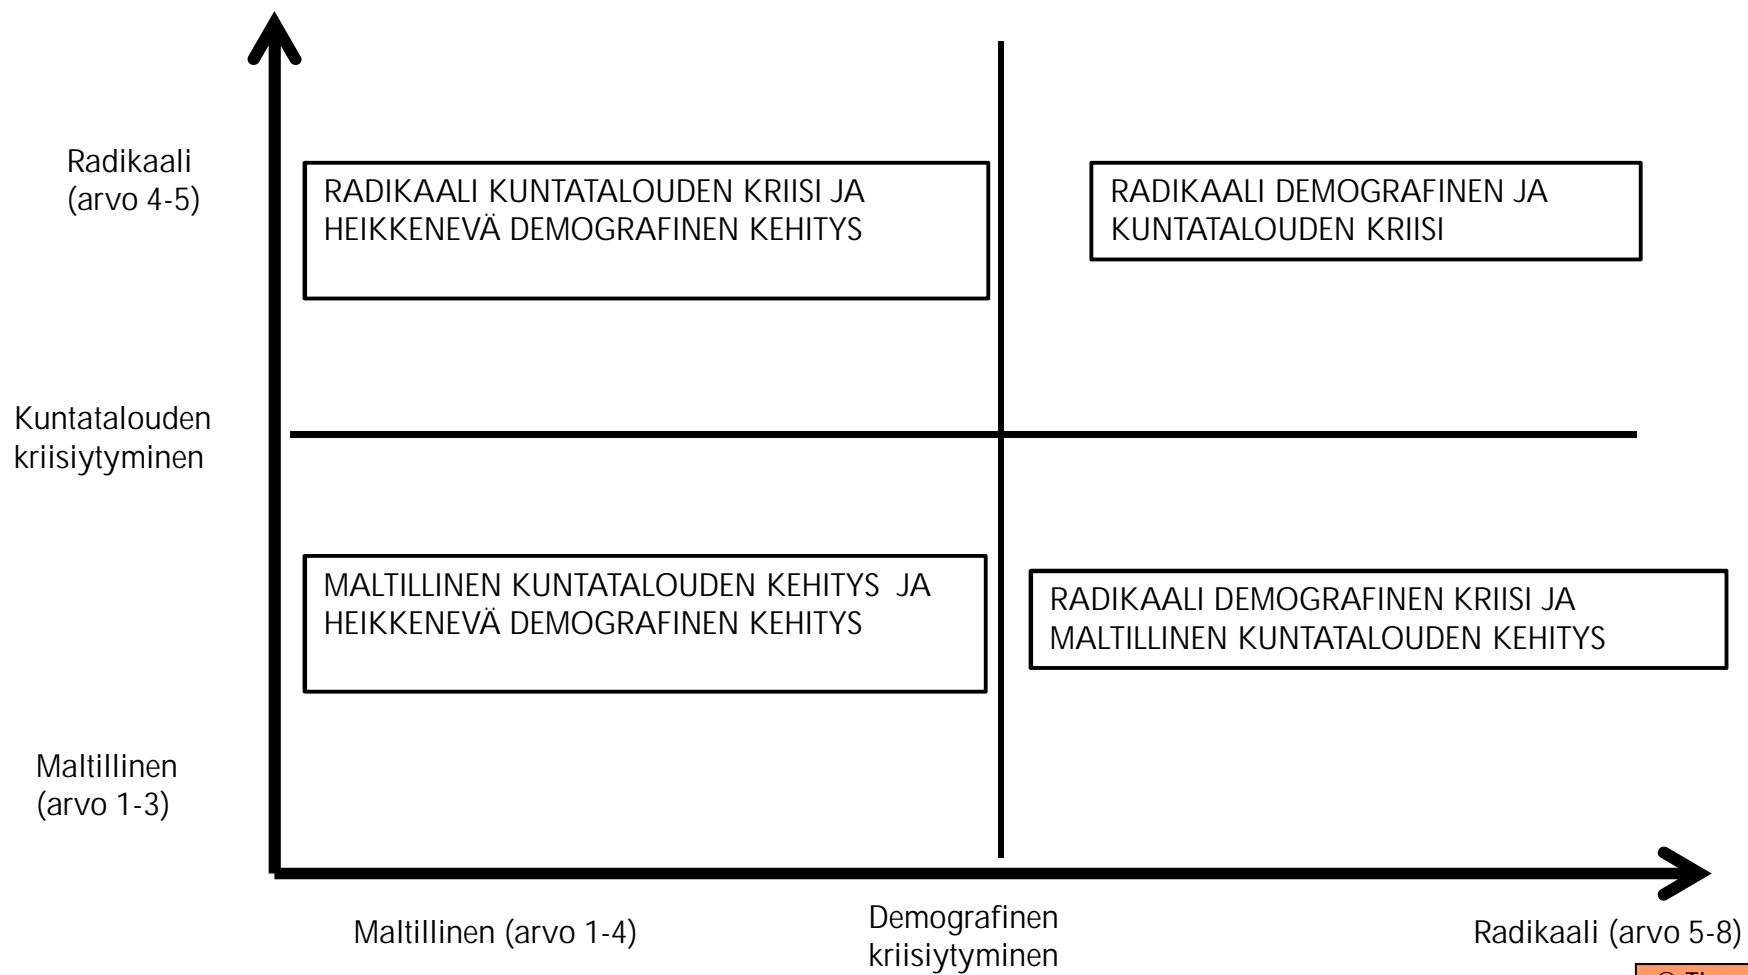 Radikaali
(arvo 4-5)
RADIKAALI KUNTATALOUDEN KRIISI JA
HEIKKENEVÄ DEMOGRAFINEN KEHITYS
RADIKAALI DEMOGRAFINEN JA
KUNTATALOUDEN KRIISI
Kuntatalouden
kriisiytyminen
MALTILLINEN KUNTATALOUDEN KEHITYS JA
HEIKKENEVÄ DEMOGRAFINEN KEHITYS
RADIKAALI DEMOGRAFINEN KRIISI JA
MALTILLINEN KUNTATALOUDEN KEHITYS
Maltillinen
(arvo 1-3)
Maltillinen (arvo 1-4)
Demografinen
kriisiytyminen
Radikaali (arvo 5-8)